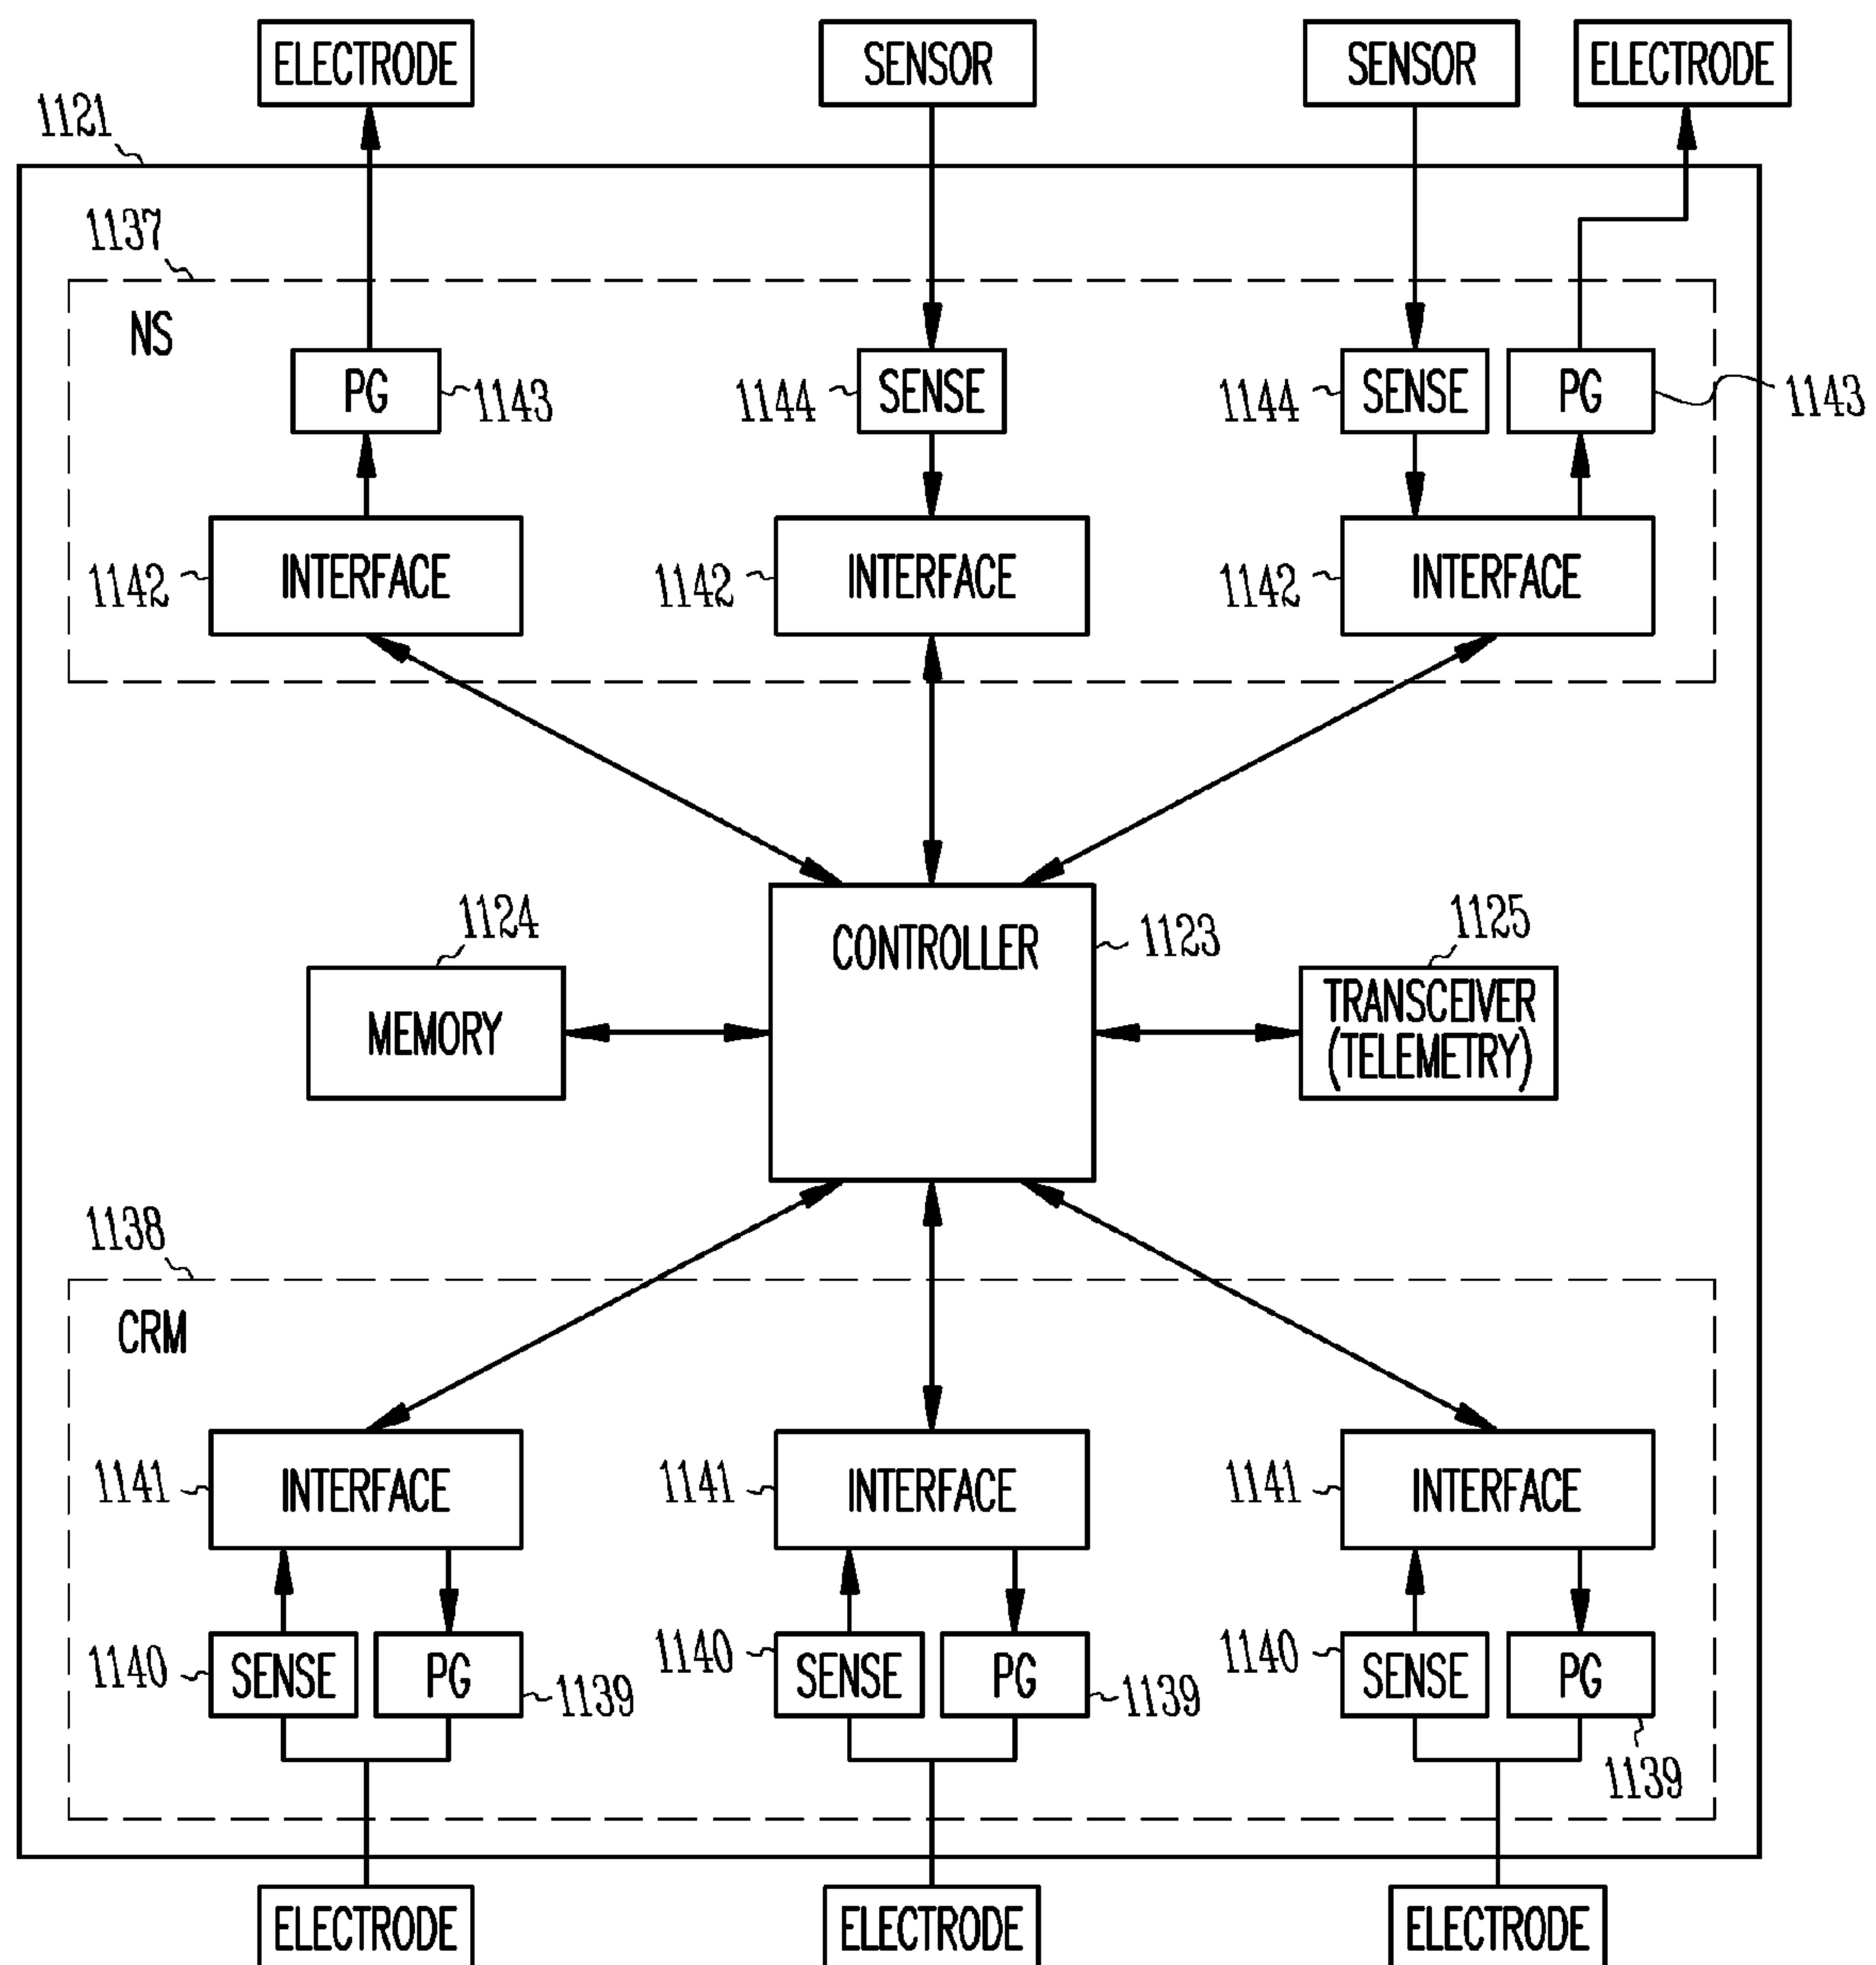 ELECTRODE
SENSOR
SENSOR
ELECTRODE
1121
1137
NS
PG
1143
1144
SENSE
1144
SENSE
PG
1143
1142
INTERFACE
1142
INTERFACE
1142
INTERFACE
1124
MEMORY
CONTROLLER
1123
1125
TRANSCEIVER
(TELEMETRY)
1138
CRM
1141
INTERFACE
1141
INTERFACE
1141
INTERFACE
1140
SENSE
PG
1139
1140
SENSE
PG
1139
1140
SENSE
PG
1139
ELECTRODE
ELECTRODE
ELECTRODE